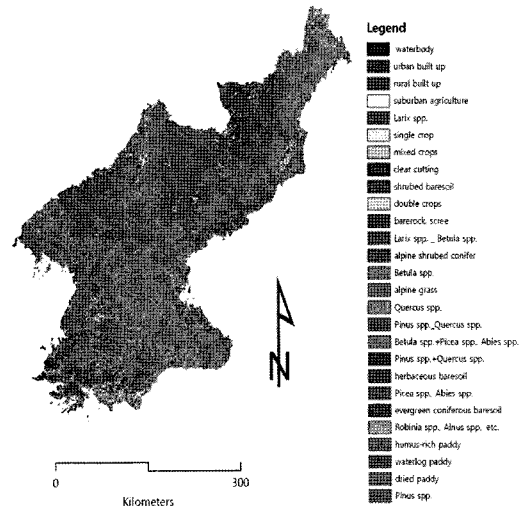 Legend
waterbody
urban built up
rural built up
suburban agriculture
Larix spp.
single crop
mixed crops
clear cutting
shrubed baresoil
double crops
barerock, scree
Larix spp. _ Betula spp.
alpine shrubed conifer
Betula spp.
alpine grass
Quercus spp.
Pinus spp._Quercus spp.
Betula spp.+Picea spp._Abies spp.
Pinus spp.+Quercus spp.
herbaceous baresoil
Picea spp._Abies spp.
evergreen coniferous baresoil
Robinia spp._Alnus spp. etc.
humus-rich paddy
waterlog paddy
dried paddy
Pinus spp.
N
0 300
Kilometers